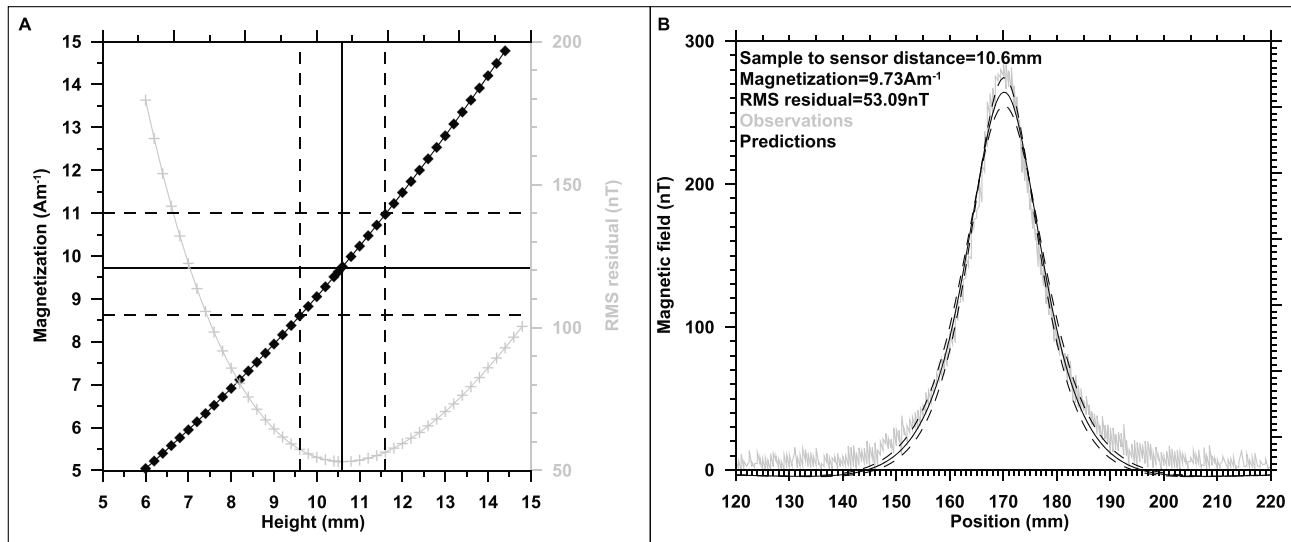 A
15
14
13
12
11
10
9
8
7
6
5
Magnetization (Am⁻¹)
5 6 7 8 9 10 11 12 13 14 15
Height (mm)
200
150
100
50
RMS residual (nT)
B
Sample to sensor distance=10.6mm
Magnetization=9.73Am⁻¹
RMS residual=53.09nT
Observations
Predictions
300
200
100
0
Magnetic field (nT)
120 130 140 150 160 170 180 190 200 210 220
Position (mm)